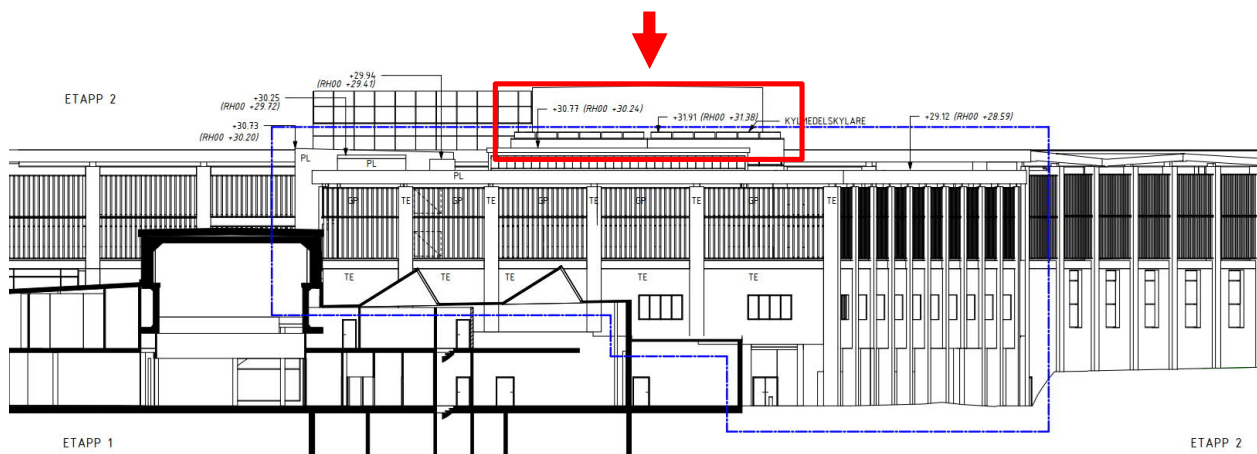 +29.94
(RH00 +29.41)
ETAPP 2
+30.25
(RH00 +29.72)
+30.77 (RH00 +30.24)
+31.91 (RH00 +31.38)
KYLMEDELSKYLARE
+29.12 (RH00 +28.59)
+30.73
(RH00 +30.20)
PL
PL
PL
GP TE GP TE GP TE GP TE GP TE
TE TE TE TE TE
ETAPP 1
ETAPP 2